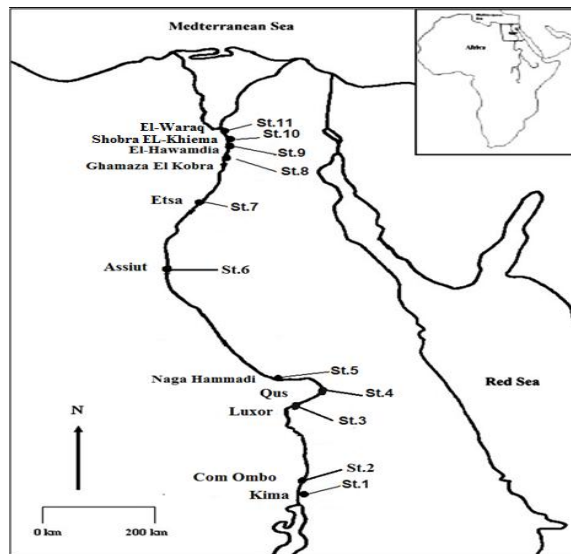 Medterranean Sea
Africa
El-Waraq St.11
Shobra EL-Khiema St.10
El-Hawamdia St.9
Ghamaza El Kobra St.8
Etsa St.7
Assiut St.6
Naga Hammadi St.5
Qus St.4
Luxor St.3
Red Sea
N
Com Ombo St.2
Kima St.1
0 km 200 km